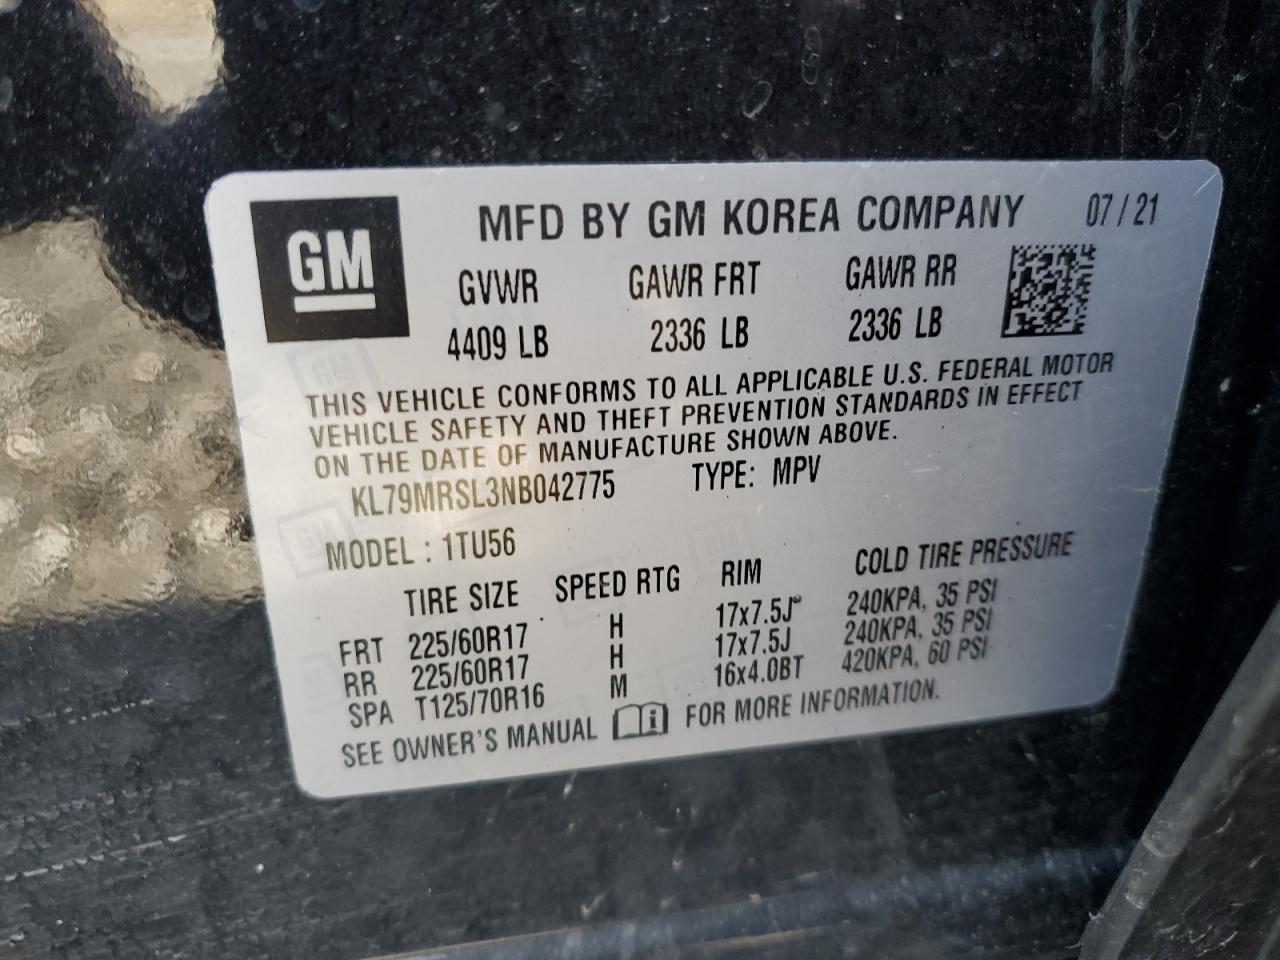 GM
MFD BY GM KOREA COMPANY 07 / 21
GVWR GAWR FRT GAWR RR
4409 LB 2336 LB 2336 LB
THIS VEHICLE CONFORMS TO ALL APPLICABLE U.S. FEDERAL MOTOR
VEHICLE SAFETY AND THEFT PREVENTION STANDARDS IN EFFECT
ON THE DATE OF MANUFACTURE SHOWN ABOVE.
KL79MRSL3NB042775 TYPE: MPV
MODEL : 1TU56
TIRE SIZE SPEED RTG RIM COLD TIRE PRESSURE
FRT 225/60R17 H 17x7.5J 240KPA, 35 PSI
RR 225/60R17 H 17x7.5J 240KPA, 35 PSI
SPA T125/70R16 M 16x4.0BT 420KPA, 60 PSI
SEE OWNER'S MANUAL i FOR MORE INFORMATION.